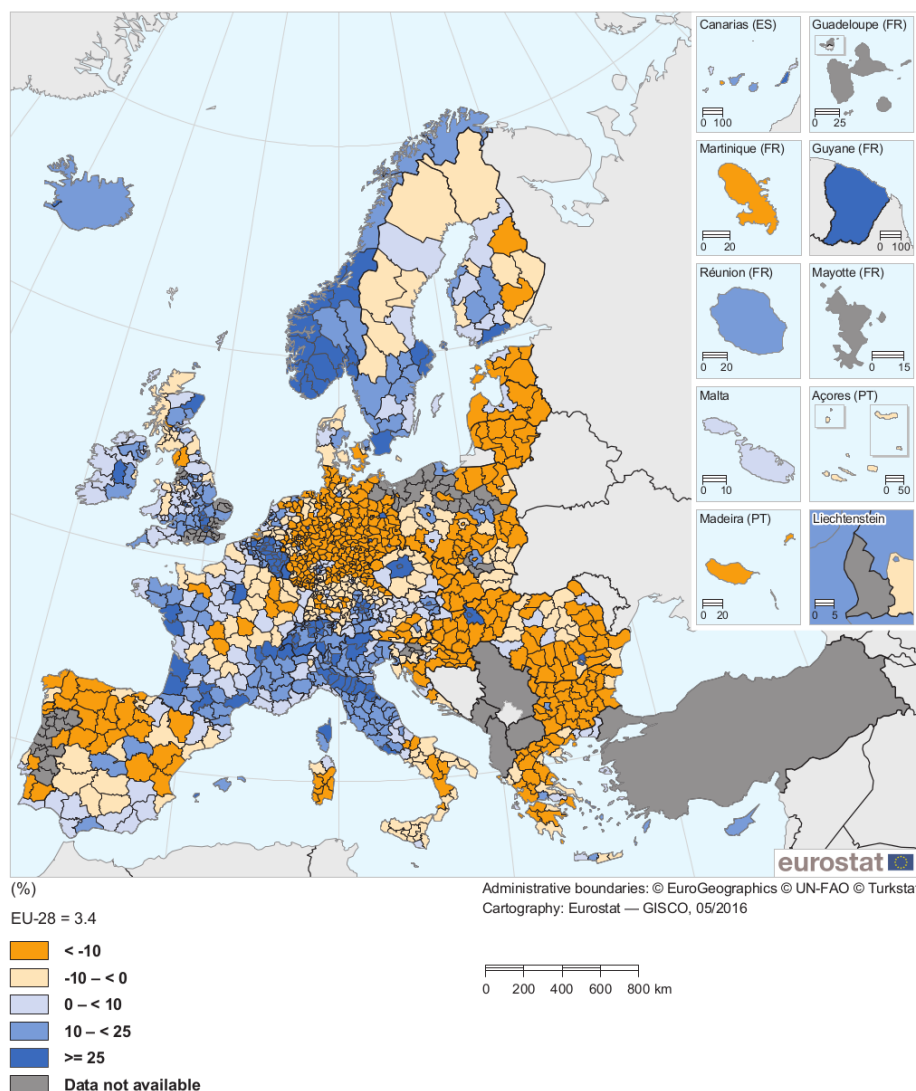 Canarias (ES)
0 100
Guadeloupe (FR)
0 25
Martinique (FR)
0 20
Guyane (FR)
0 100
Réunion (FR)
0 20
Mayotte (FR)
0 15
Malta
0 10
Açores (PT)
0 50
Madeira (PT)
0 20
Liechtenstein
0 5
eurostat
(%)
Administrative boundaries: © EuroGeographics © UN-FAO © Turkstat
Cartography: Eurostat — GISCO, 05/2016
EU-28 = 3.4
< -10
-10 – < 0
0 – < 10
10 – < 25
>= 25
Data not available
0 200 400 600 800 km